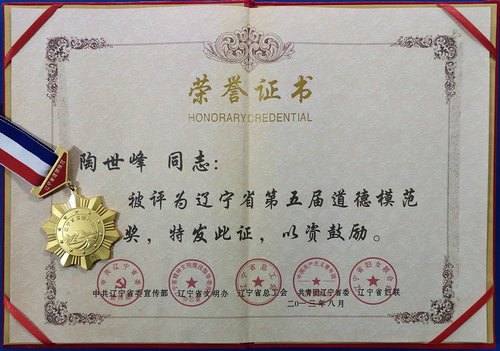 荣誉证书
HONORARY CREDENTIAL
陶世峰 同志：
被评为辽宁省第五届道德模范
奖，特发此证，以资鼓励。
中共辽宁省委宣传部 辽宁省文明办 辽宁省总工会 共青团辽宁省委 辽宁省妇联
二〇一三年八月